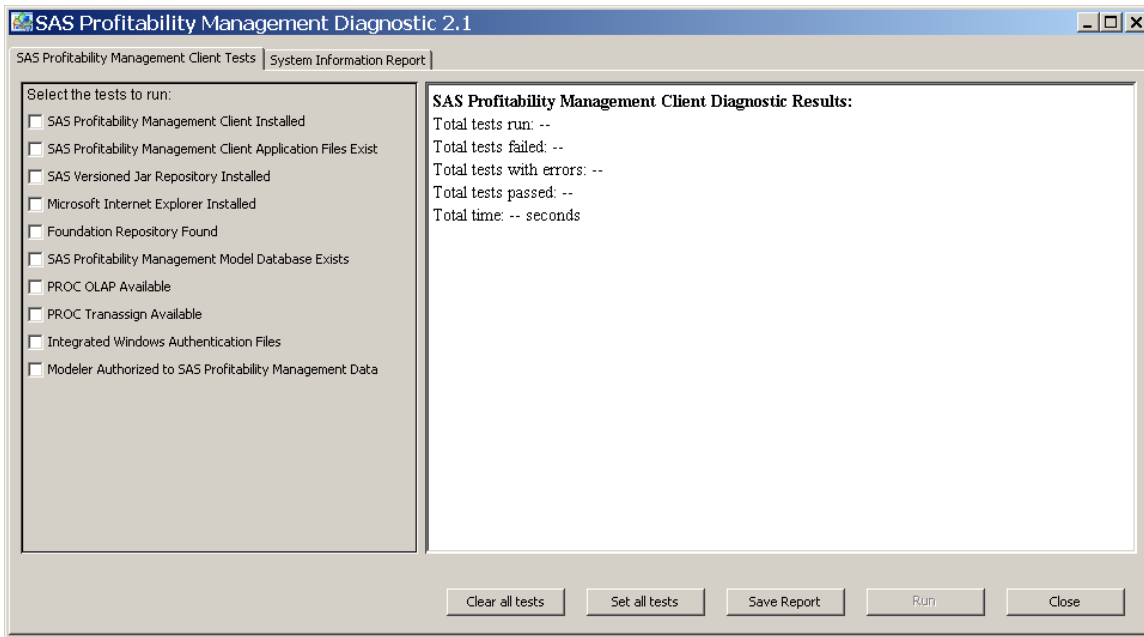 SAS Profitability Management Diagnostic 2.1
SAS Profitability Management Client Tests
System Information Report
Select the tests to run:
SAS Profitability Management Client Installed
SAS Profitability Management Client Application Files Exist
SAS Versioned Jar Repository Installed
Microsoft Internet Explorer Installed
Foundation Repository Found
SAS Profitability Management Model Database Exists
PROC OLAP Available
PROC Tranassign Available
Integrated Windows Authentication Files
Modeler Authorized to SAS Profitability Management Data
SAS Profitability Management Client Diagnostic Results:
Total tests run: --
Total tests failed: --
Total tests with errors: --
Total tests passed: --
Total time: -- seconds
Clear all tests
Set all tests
Save Report
Run
Close